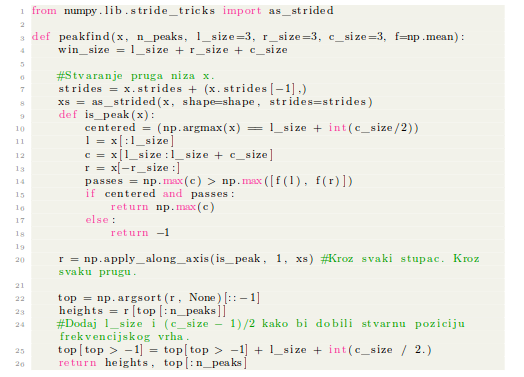 1 from numpy.lib.stride_tricks import as_strided
2
3 def peakfind(x, n_peaks, l_size=3, r_size=3, c_size=3, f=np.mean):
4     win_size = l_size + r_size + c_size
5
6     #Stvaranje pruga niza x.
7     strides = x.strides + (x.strides[-1],)
8     xs = as_strided(x, shape=shape, strides=strides)
9     def is_peak(x):
10         centered = (np.argmax(x) == l_size + int(c_size/2))
11         l = x[:l_size]
12         c = x[l_size:l_size + c_size]
13         r = x[-r_size:]
14         passes = np.max(c) > np.max([f(l), f(r)])
15         if centered and passes:
16             return np.max(c)
17         else:
18             return -1
19
20     r = np.apply_along_axis(is_peak, 1, xs) #Kroz svaki stupac. Kroz
svaku prugu.
21
22     top = np.argsort(r, None)[::-1]
23     heights = r[top[:n_peaks]]
24     #Dodaj l_size i (c_size - 1)/2 kako bi dobili stvarnu poziciju
frekvencijskog vrha.
25     top[top > -1] = top[top > -1] + l_size + int(c_size / 2.)
26     return heights, top[:n_peaks]